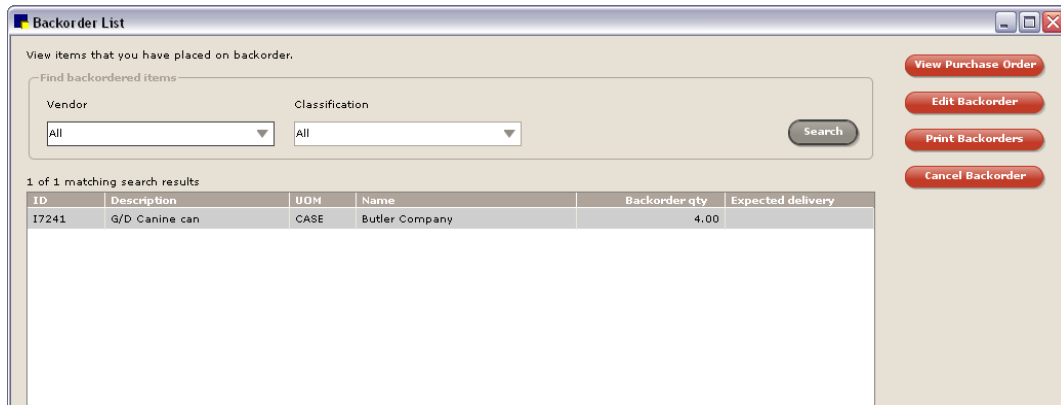 Backorder List
View items that you have placed on backorder.
Find backordered items
Vendor Classification
All All Search
View Purchase Order
Edit Backorder
Print Backorders
Cancel Backorder
1 of 1 matching search results
ID Description UOM Name Backorder qty Expected delivery
I7241 G/D Canine can CASE Butler Company 4.00